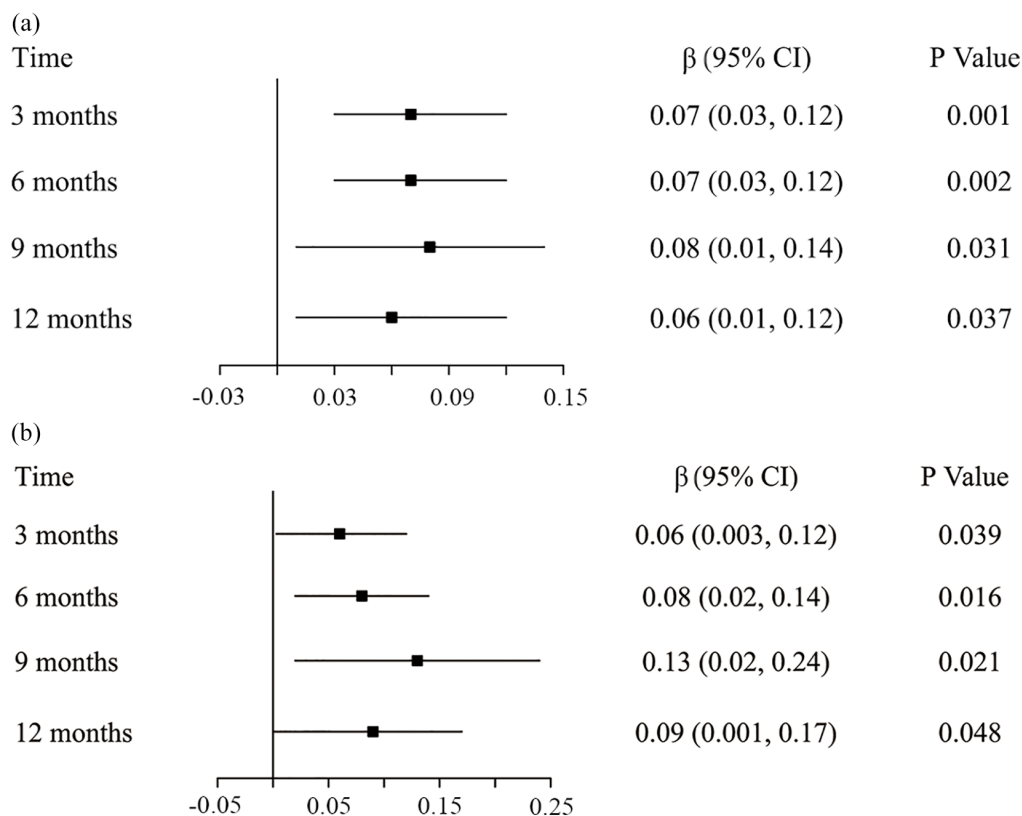 (a)
Time β (95% CI) P Value
3 months 0.07 (0.03, 0.12) 0.001
6 months 0.07 (0.03, 0.12) 0.002
9 months 0.08 (0.01, 0.14) 0.031
12 months 0.06 (0.01, 0.12) 0.037
-0.03 0.03 0.09 0.15
(b)
Time β (95% CI) P Value
3 months 0.06 (0.003, 0.12) 0.039
6 months 0.08 (0.02, 0.14) 0.016
9 months 0.13 (0.02, 0.24) 0.021
12 months 0.09 (0.001, 0.17) 0.048
-0.05 0.05 0.15 0.25